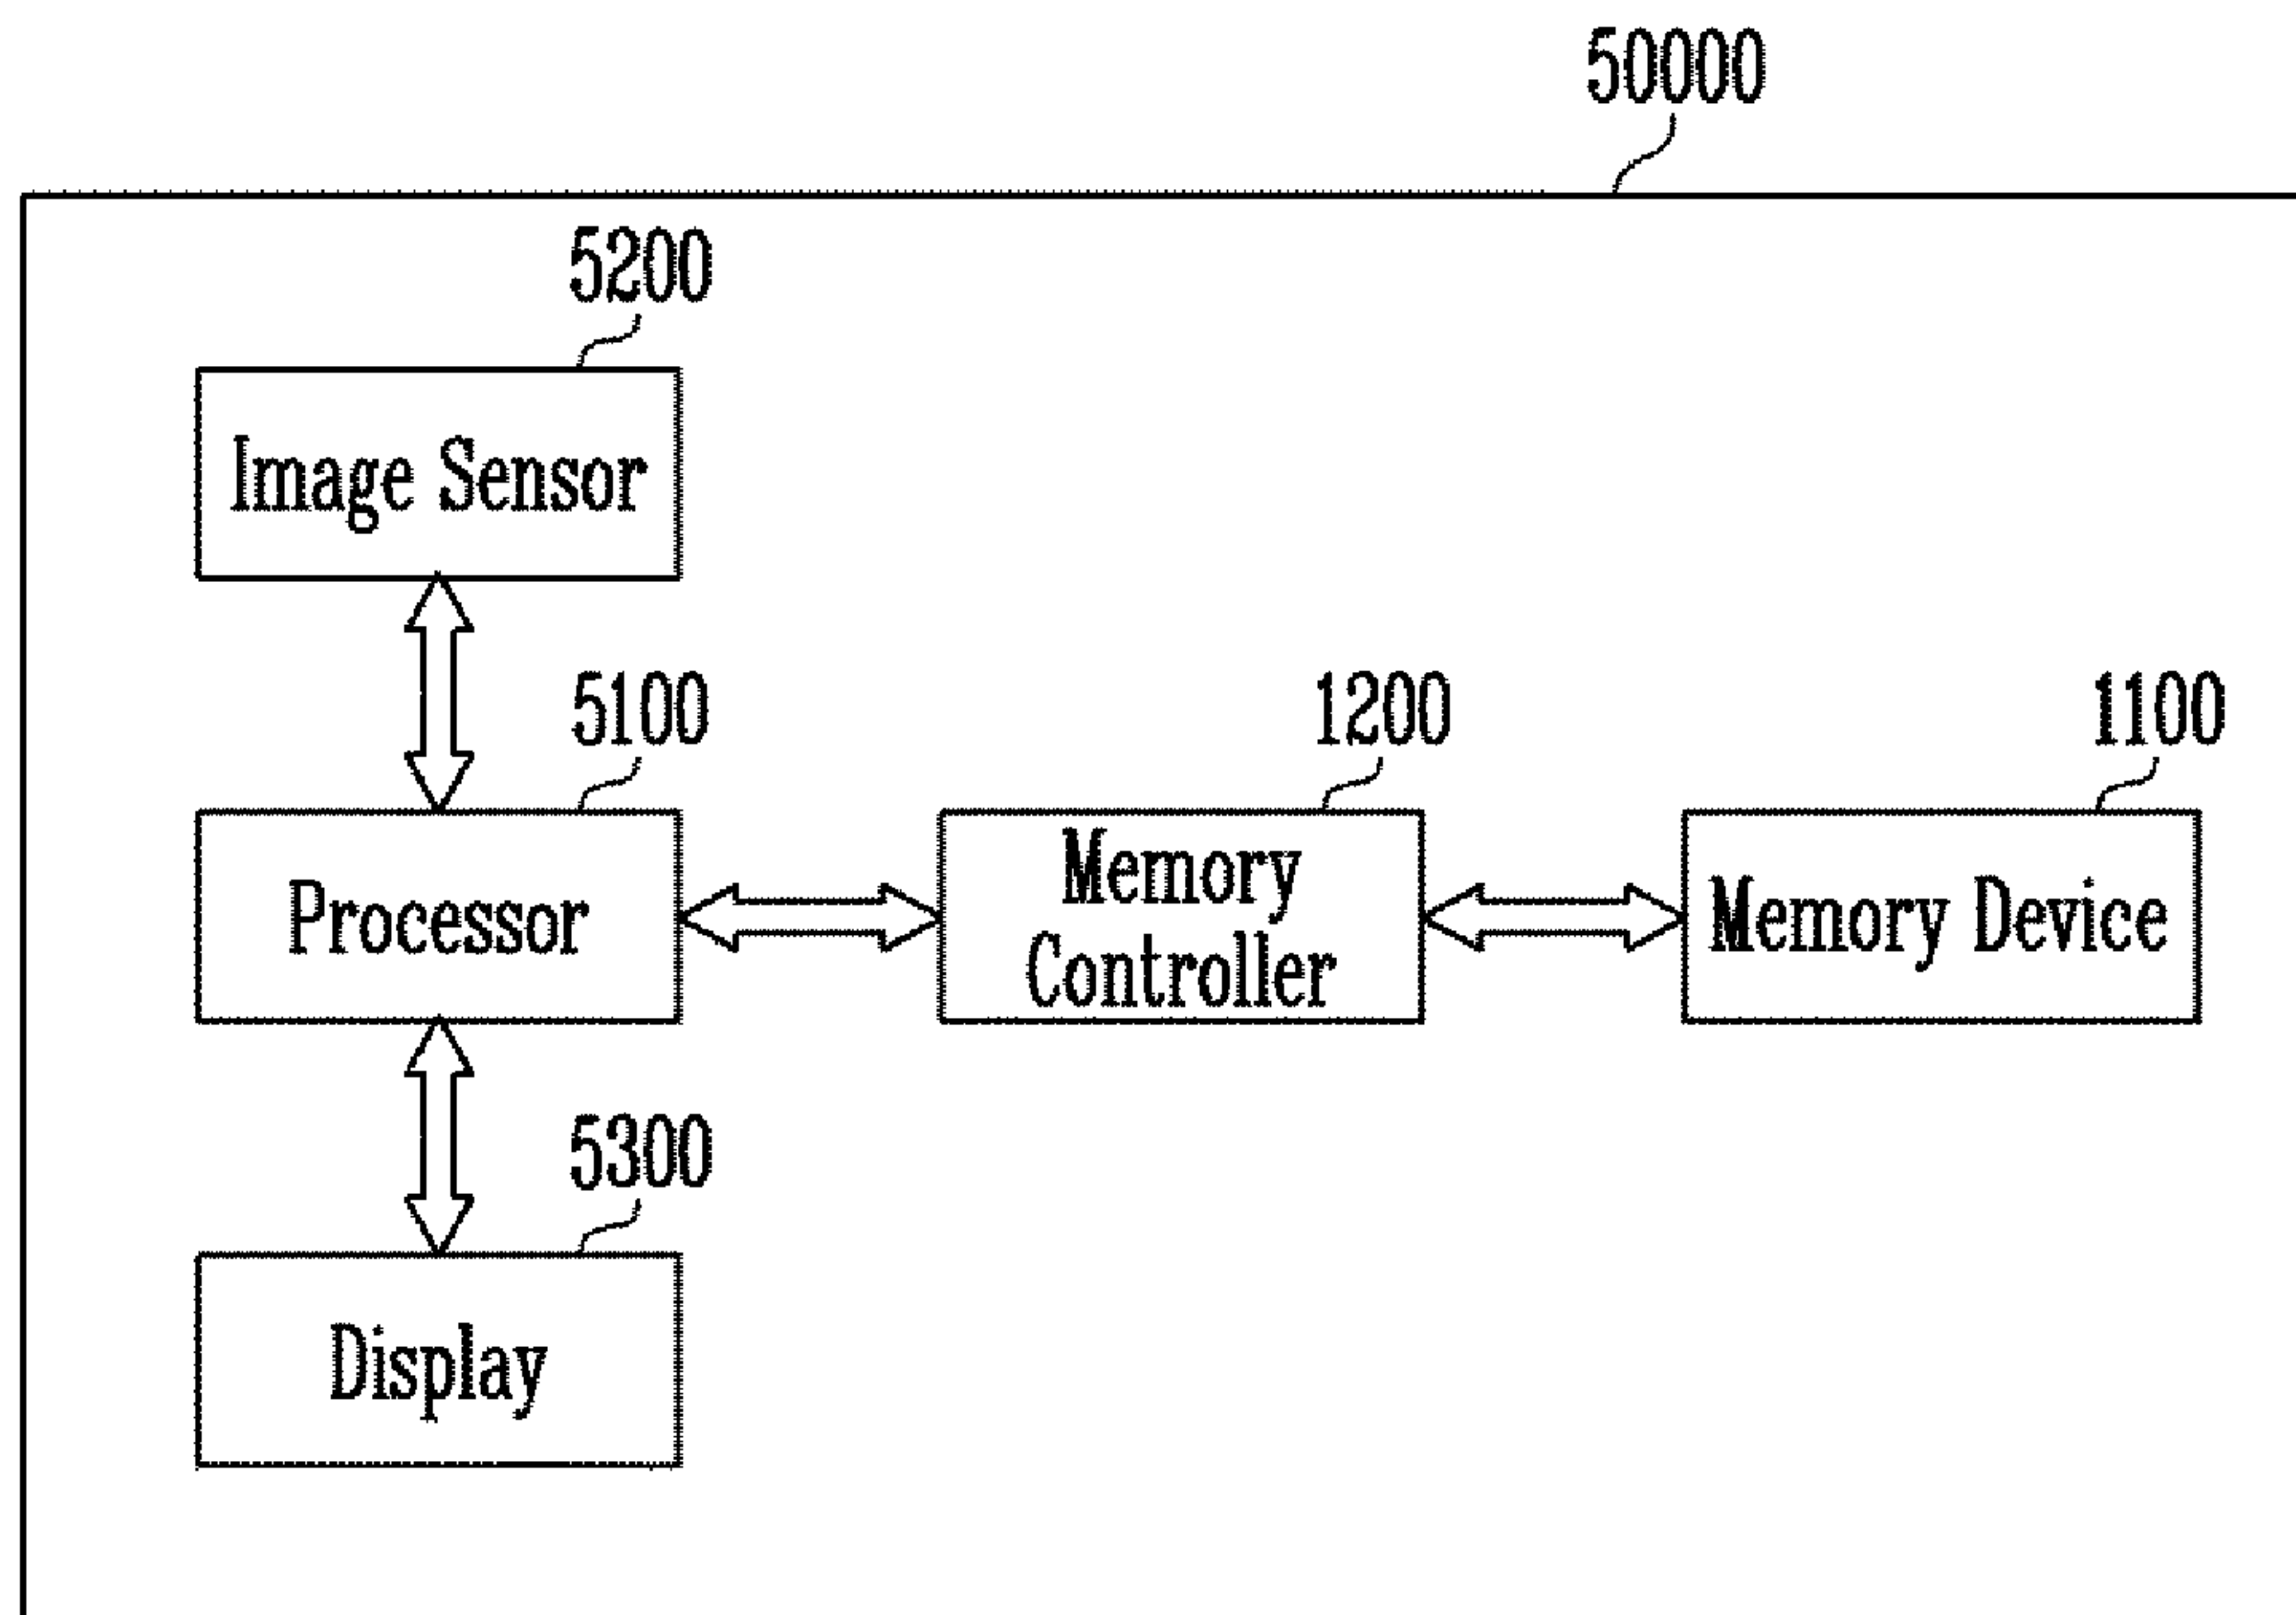 50000
5200
Image Sensor
5100
1200
1100
Processor
Memory
Controller
Memory Device
5300
Display